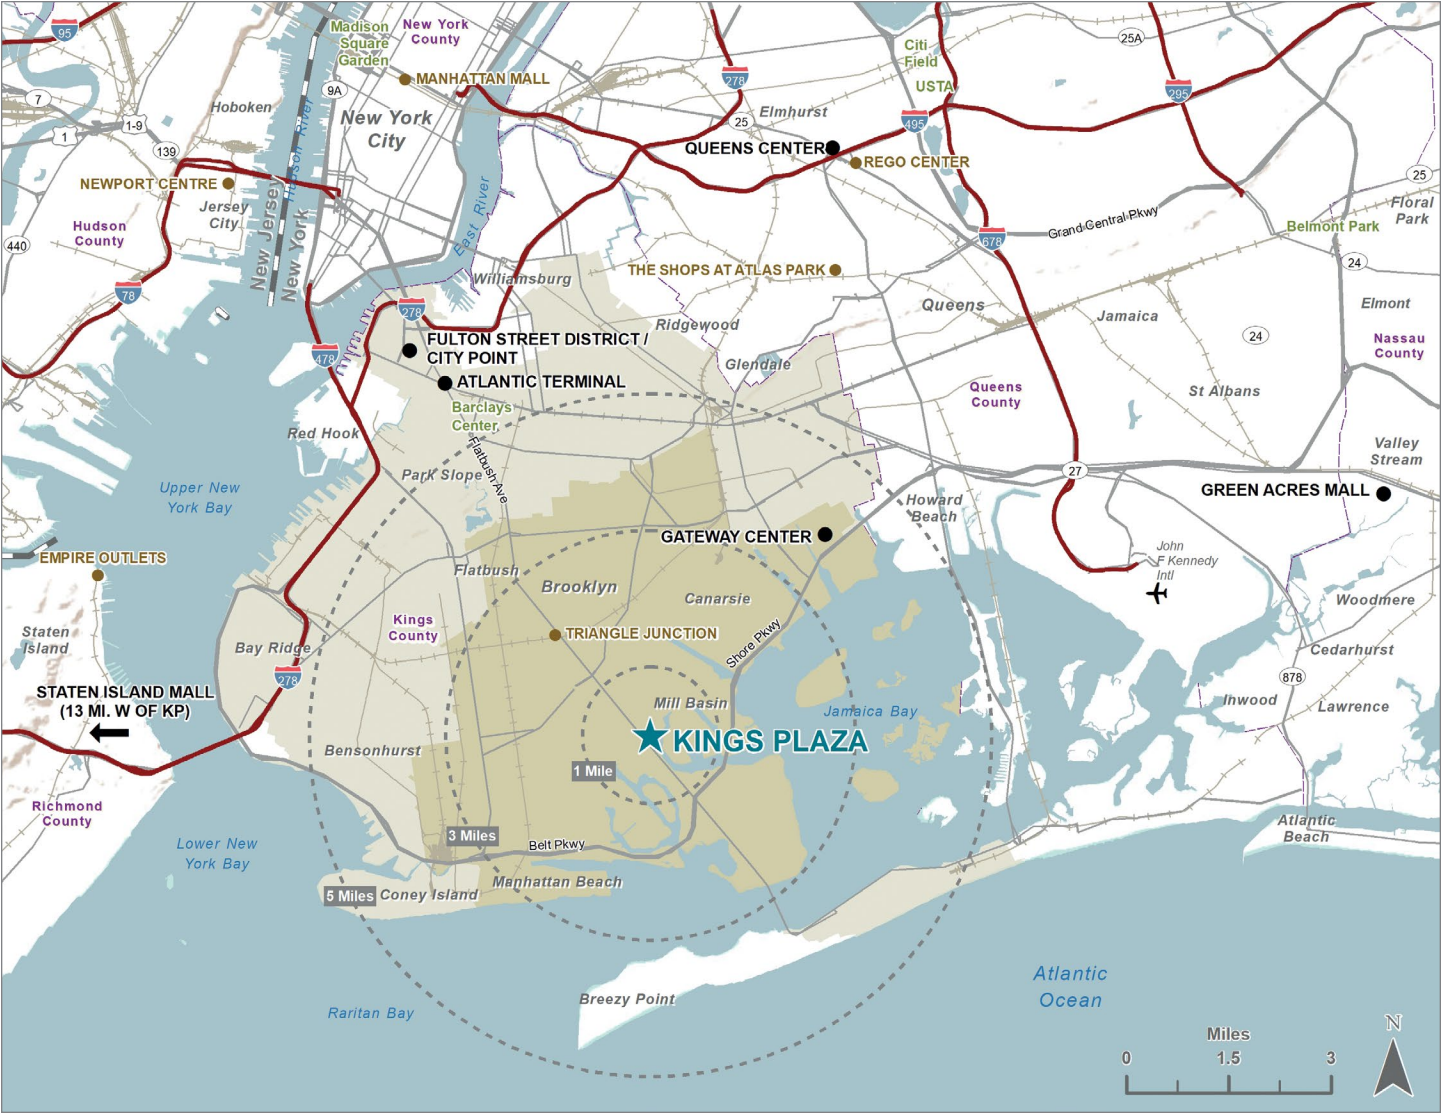 95
Madison
Square
Garden
New York
County
MANHATTAN MALL
278
Citi
Field
USTA
25A
295
7
1
1-9
139
Hoboken
Hudson River
9A
New York
City
25
Elmhurst
495
QUEENS CENTER
REGO CENTER
NEWPORT CENTRE
Jersey
City
New Jersey
New York
East River
Hudson
County
440
78
Williamsburg
THE SHOPS AT ATLAS PARK
678
Grand Central Pkwy
25
Floral
Park
Belmont Park
24
Elmont
Queens
Jamaica
24
Nassau
County
278
478
FULTON STREET DISTRICT /
CITY POINT
Ridgewood
Glendale
ATLANTIC TERMINAL
Barclays
Center
Queens
County
St Albans
Red Hook
Park Slope
Flatbush Ave
27
Valley
Stream
GREEN ACRES MALL
Upper New
York Bay
Howard
Beach
GATEWAY CENTER
EMPIRE OUTLETS
John
F Kennedy
Intl
Flatbush
Brooklyn
Canarsie
Woodmere
Staten
Island
Kings
County
TRIANGLE JUNCTION
Shore Pkwy
Bay Ridge
278
Cedarhurst
878
STATEN ISLAND MALL
(13 MI. W OF KP)
Mill Basin
Jamaica Bay
Inwood
Lawrence
KINGS PLAZA
Bensonhurst
1 Mile
Richmond
County
3 Miles
Belt Pkwy
Atlantic
Beach
Lower New
York Bay
5 Miles
Coney Island
Manhattan Beach
Breezy Point
Raritan Bay
Atlantic
Ocean
N
Miles
0 1.5 3